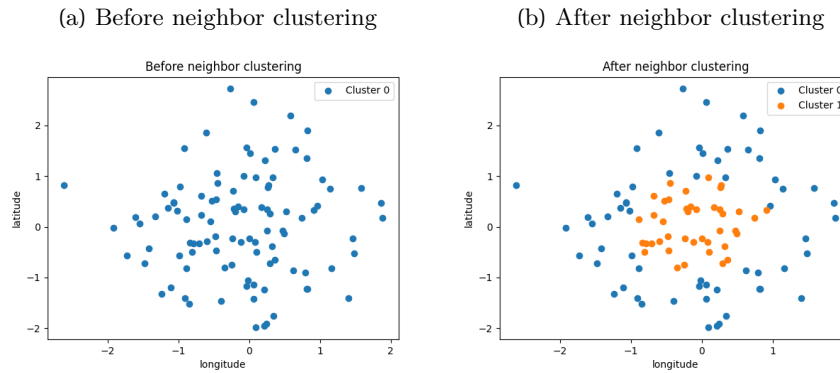 (a) Before neighbor clustering
(b) After neighbor clustering
Before neighbor clustering
Cluster 0
2
1
0
−1
−2
latitude
−2
−1
0
1
2
longitude
After neighbor clustering
Cluster 0
Cluster 1
2
1
0
−1
−2
latitude
−2
−1
0
1
longitude